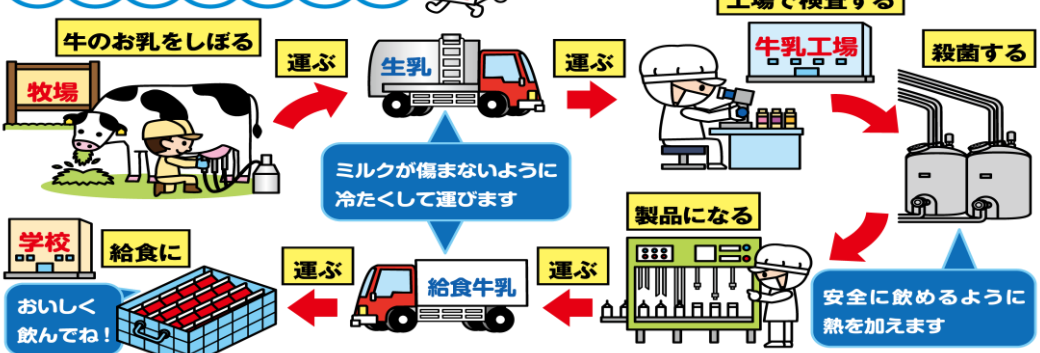 工場で検査する
牛のお乳をしぼる
運ぶ
生乳
運ぶ
牛乳工場
殺菌する
牧場
ミルクが傷まないように
冷たくして運びます
製品になる
学校
給食に
運ぶ
給食牛乳
運ぶ
おいしく
飲んでね!
安全に飲めるように
熱を加えます